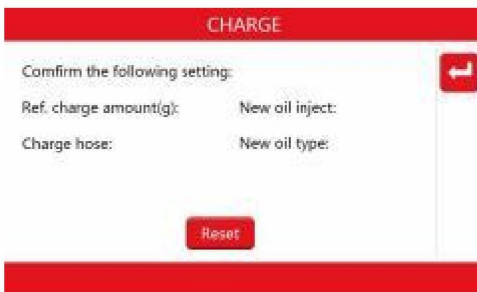 CHARGE
Comfirm the following setting:
Ref. charge amount(g): New oil inject:
Charge hose: New oil type:
Reset